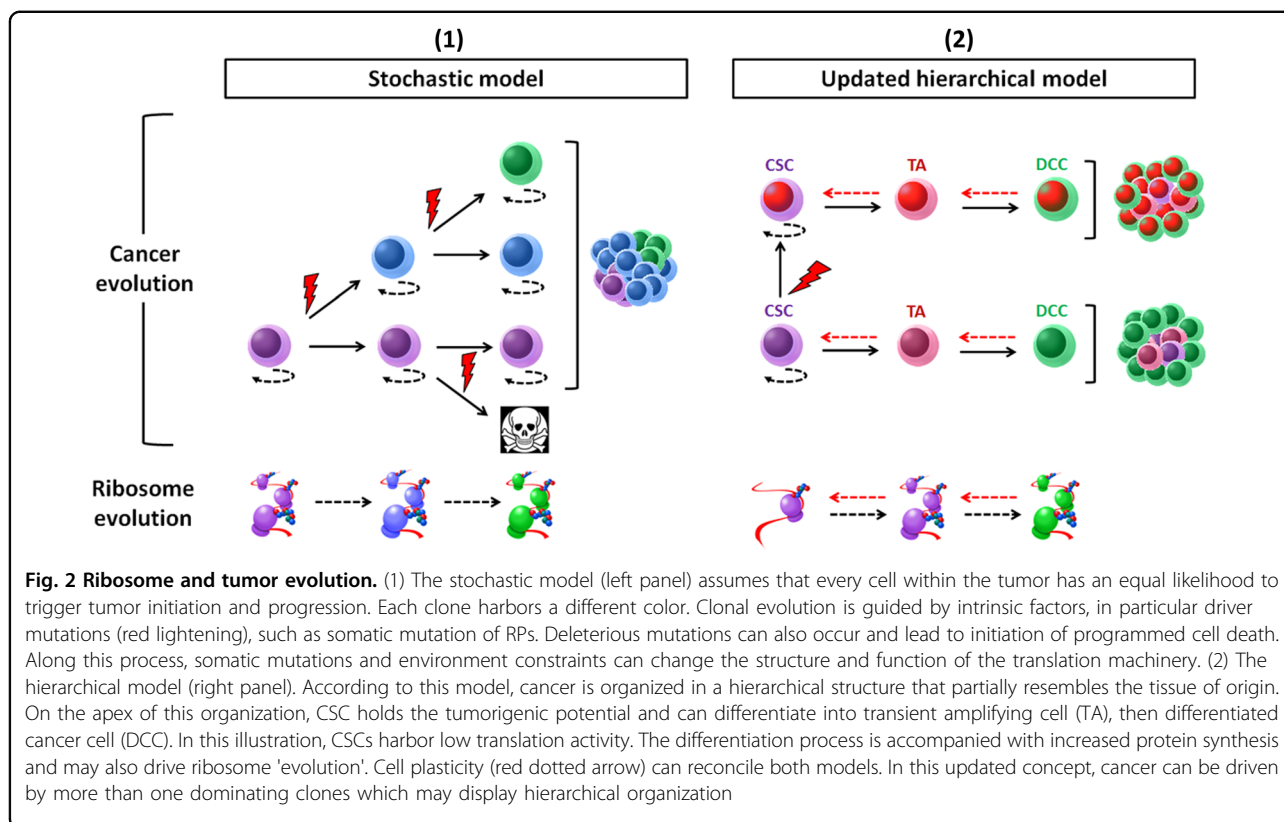 (1)
(2)
Stochastic model
Updated hierarchical model
CSC
TA
DCC
Cancer
evolution
CSC
TA
DCC
Ribosome
evolution
Fig. 2 Ribosome and tumor evolution. (1) The stochastic model (left panel) assumes that every cell within the tumor has an equal likelihood to
trigger tumor initiation and progression. Each clone harbors a different color. Clonal evolution is guided by intrinsic factors, in particular driver
mutations (red lightening), such as somatic mutation of RPs. Deleterious mutations can also occur and lead to initiation of programmed cell death.
Along this process, somatic mutations and environment constraints can change the structure and function of the translation machinery. (2) The
hierarchical model (right panel). According to this model, cancer is organized in a hierarchical structure that partially resembles the tissue of origin.
On the apex of this organization, CSC holds the tumorigenic potential and can differentiate into transient amplifying cell (TA), then differentiated
cancer cell (DCC). In this illustration, CSCs harbor low translation activity. The differentiation process is accompanied with increased protein synthesis
and may also drive ribosome 'evolution'. Cell plasticity (red dotted arrow) can reconcile both models. In this updated concept, cancer can be driven
by more than one dominating clones which may display hierarchical organization